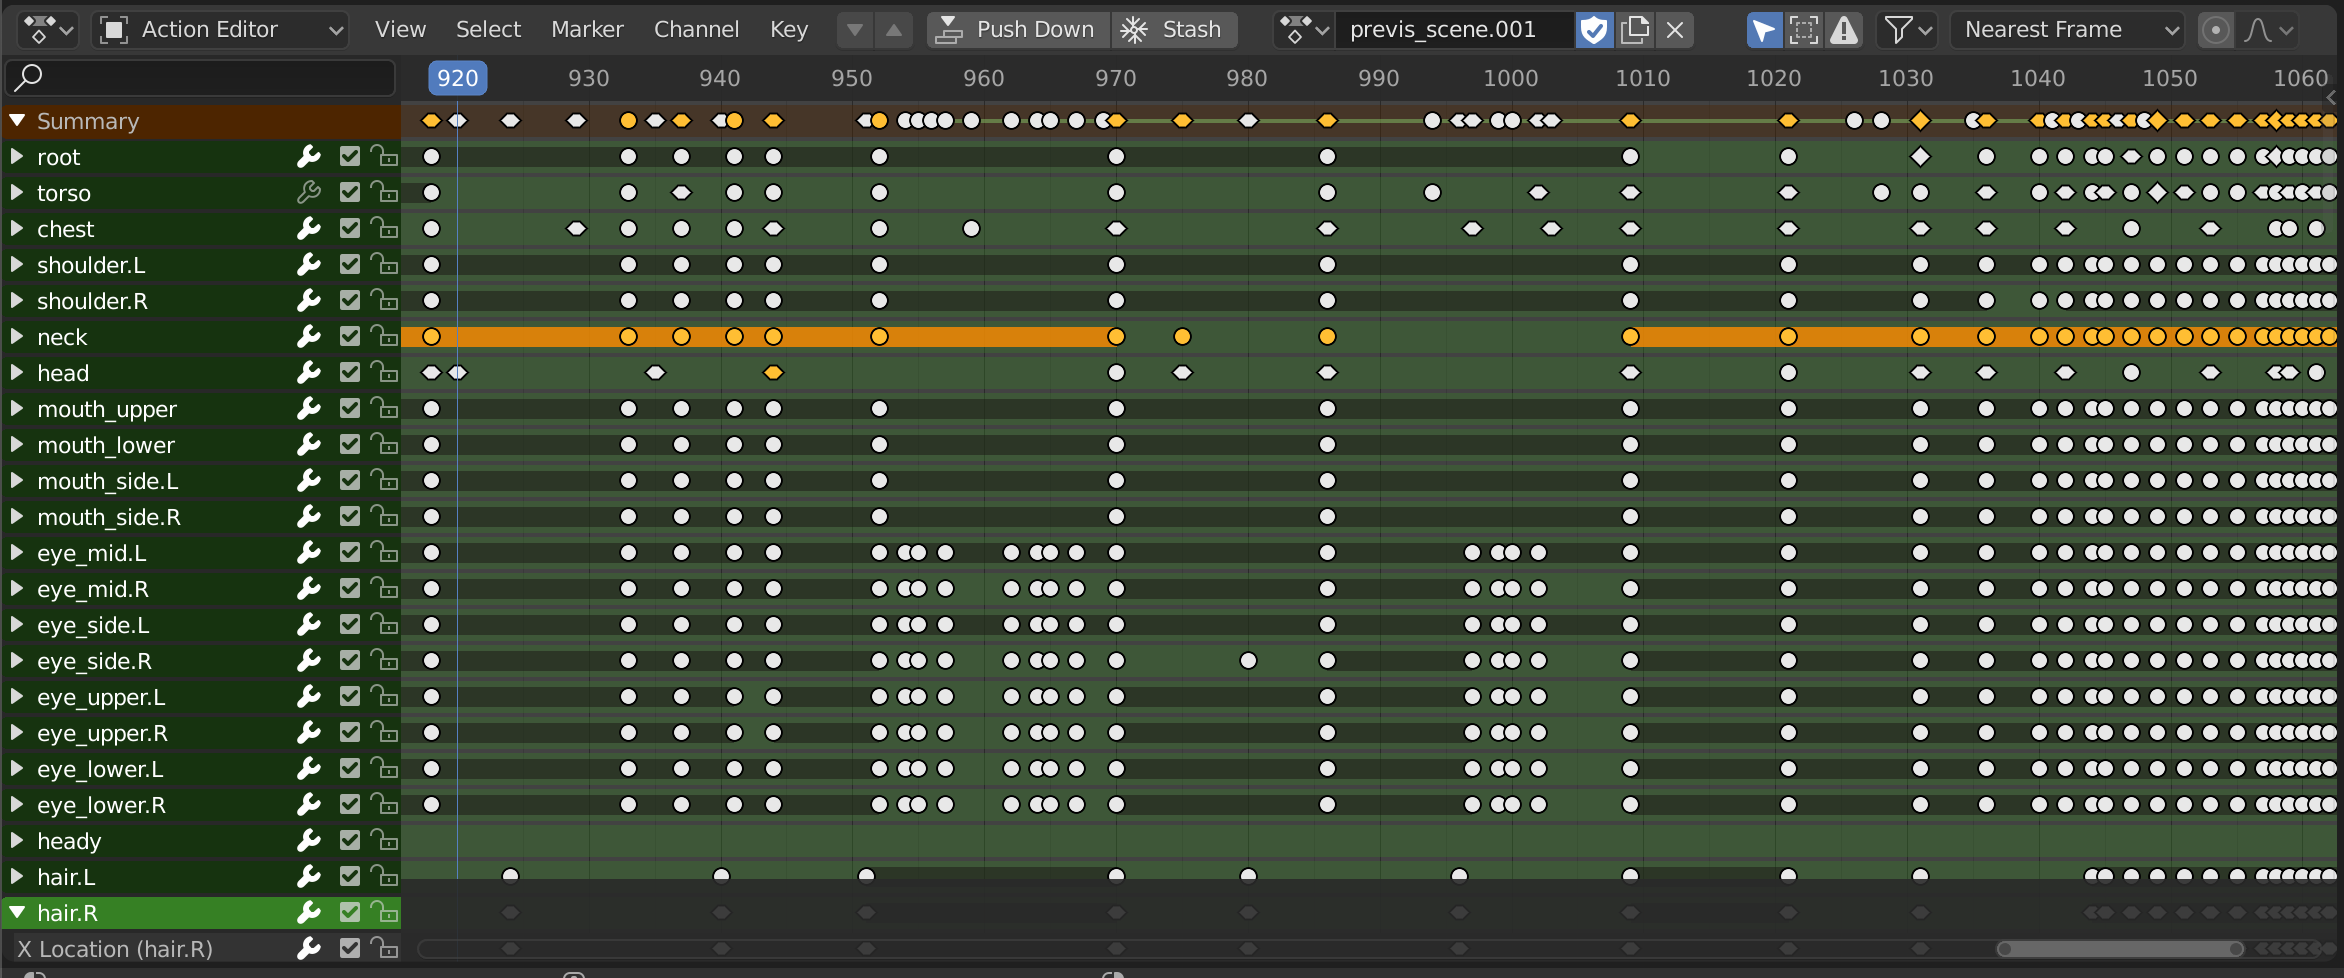 Action Editor View Select Marker Channel Key Push Down Stash previs_scene.001 Nearest Frame
920 930 940 950 960 970 980 990 1000 1010 1020 1030 1040 1050 1060
Summary
root
torso
chest
shoulder.L
shoulder.R
neck
head
mouth_upper
mouth_lower
mouth_side.L
mouth_side.R
eye_mid.L
eye_mid.R
eye_side.L
eye_side.R
eye_upper.L
eye_upper.R
eye_lower.L
eye_lower.R
heady
hair.L
hair.R
X Location (hair.R)